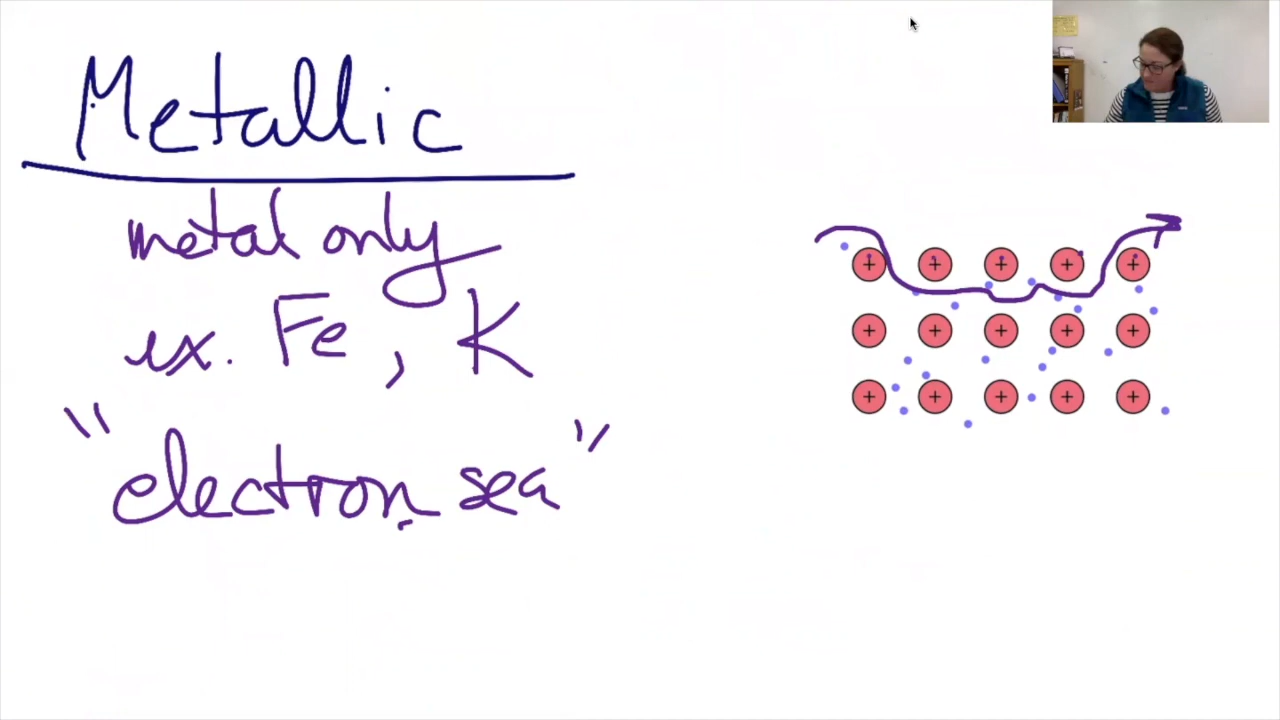 Metallic
metal only
ex. Fe, K
"electron sea"
+ + + + +
+ + + + +
+ + + + +